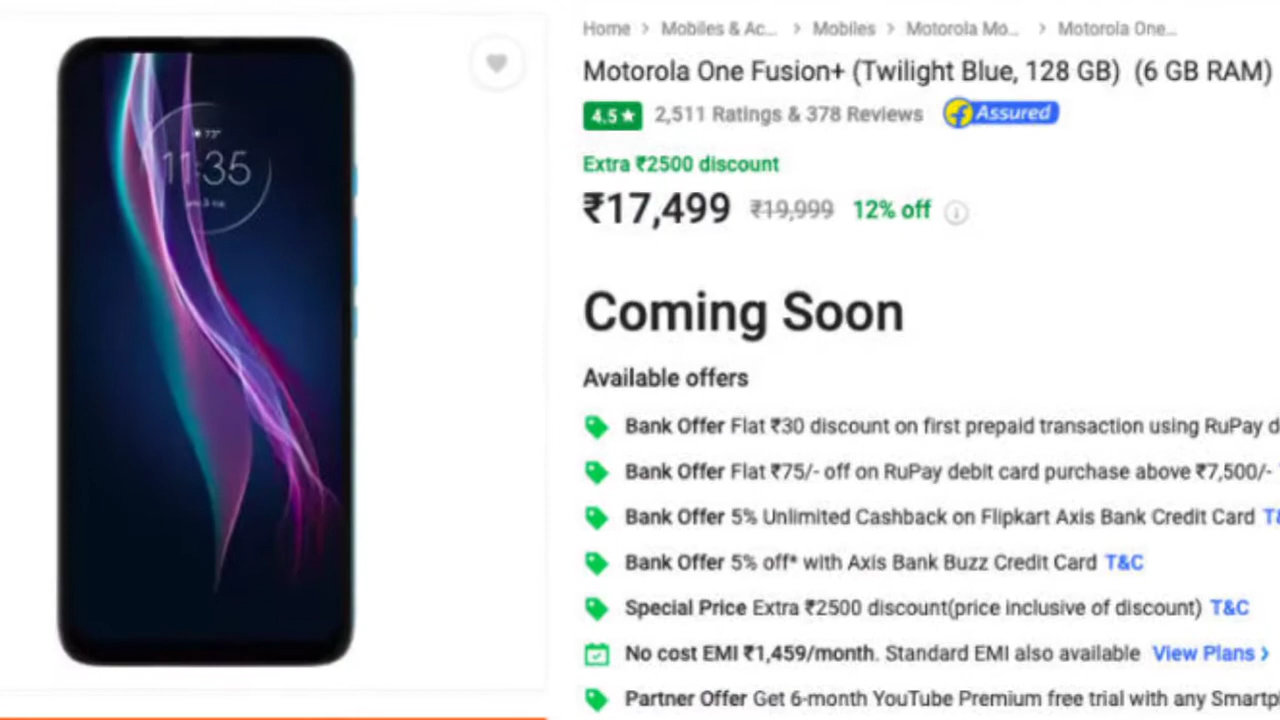 Home > Mobiles & Ac... > Mobiles > Motorola Mo... > Motorola One...
Motorola One Fusion+ (Twilight Blue, 128 GB) (6 GB RAM)
4.5★ 2,511 Ratings & 378 Reviews Assured
Extra ₹2500 discount
₹17,499 ₹19,999 12% off
Coming Soon
Available offers
Bank Offer Flat ₹30 discount on first prepaid transaction using RuPay d
Bank Offer Flat ₹75/- off on RuPay debit card purchase above ₹7,500/-
Bank Offer 5% Unlimited Cashback on Flipkart Axis Bank Credit Card T&
Bank Offer 5% off* with Axis Bank Buzz Credit Card T&C
Special Price Extra ₹2500 discount(price inclusive of discount) T&C
No cost EMI ₹1,459/month. Standard EMI also available View Plans >
Partner Offer Get 6-month YouTube Premium free trial with any Smartp
73°
11:35